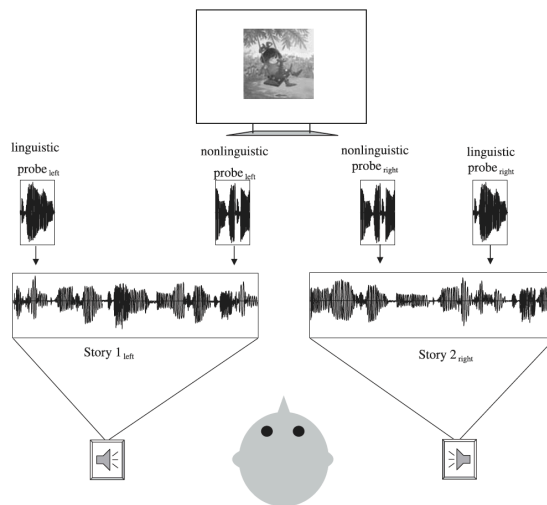 linguistic
probe left
nonlinguistic
probe left
nonlinguistic
probe right
linguistic
probe right
Story 1 left
Story 2 right